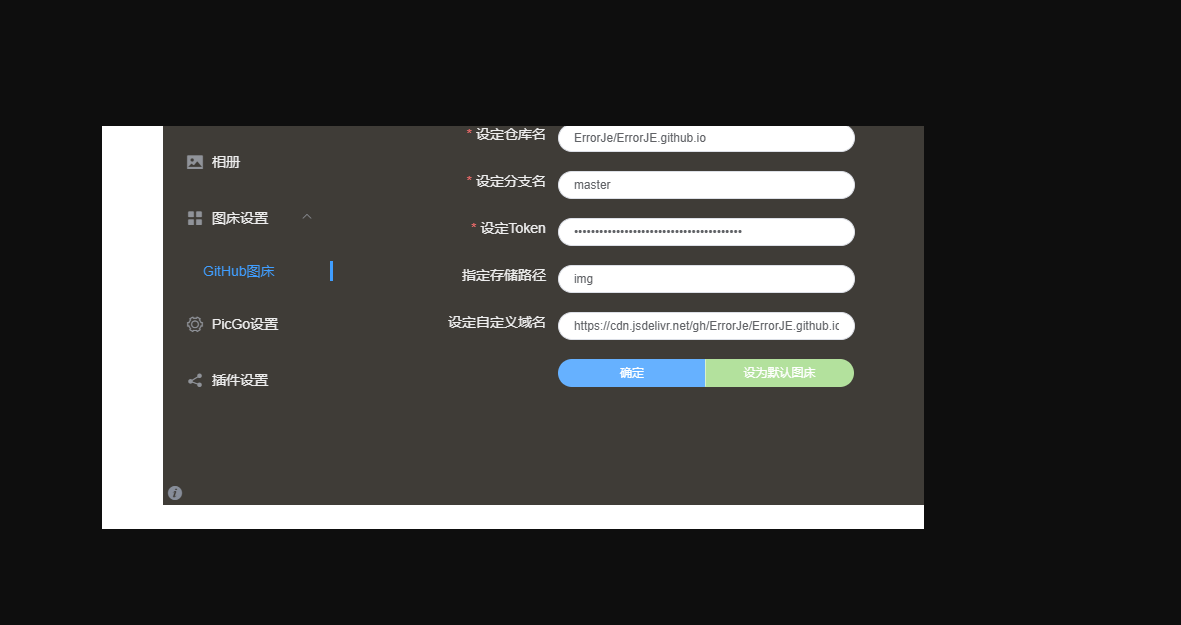 * 设定仓库名 ErrorJe/ErrorJE.github.io
相册
* 设定分支名 master
图床设置
* 设定Token ••••••••••••••••••••••••••••••••••••••••
GitHub图床
指定存储路径 img
PicGo设置
设定自定义域名 https://cdn.jsdelivr.net/gh/ErrorJe/ErrorJE.github.io
插件设置
确定 设为默认图床